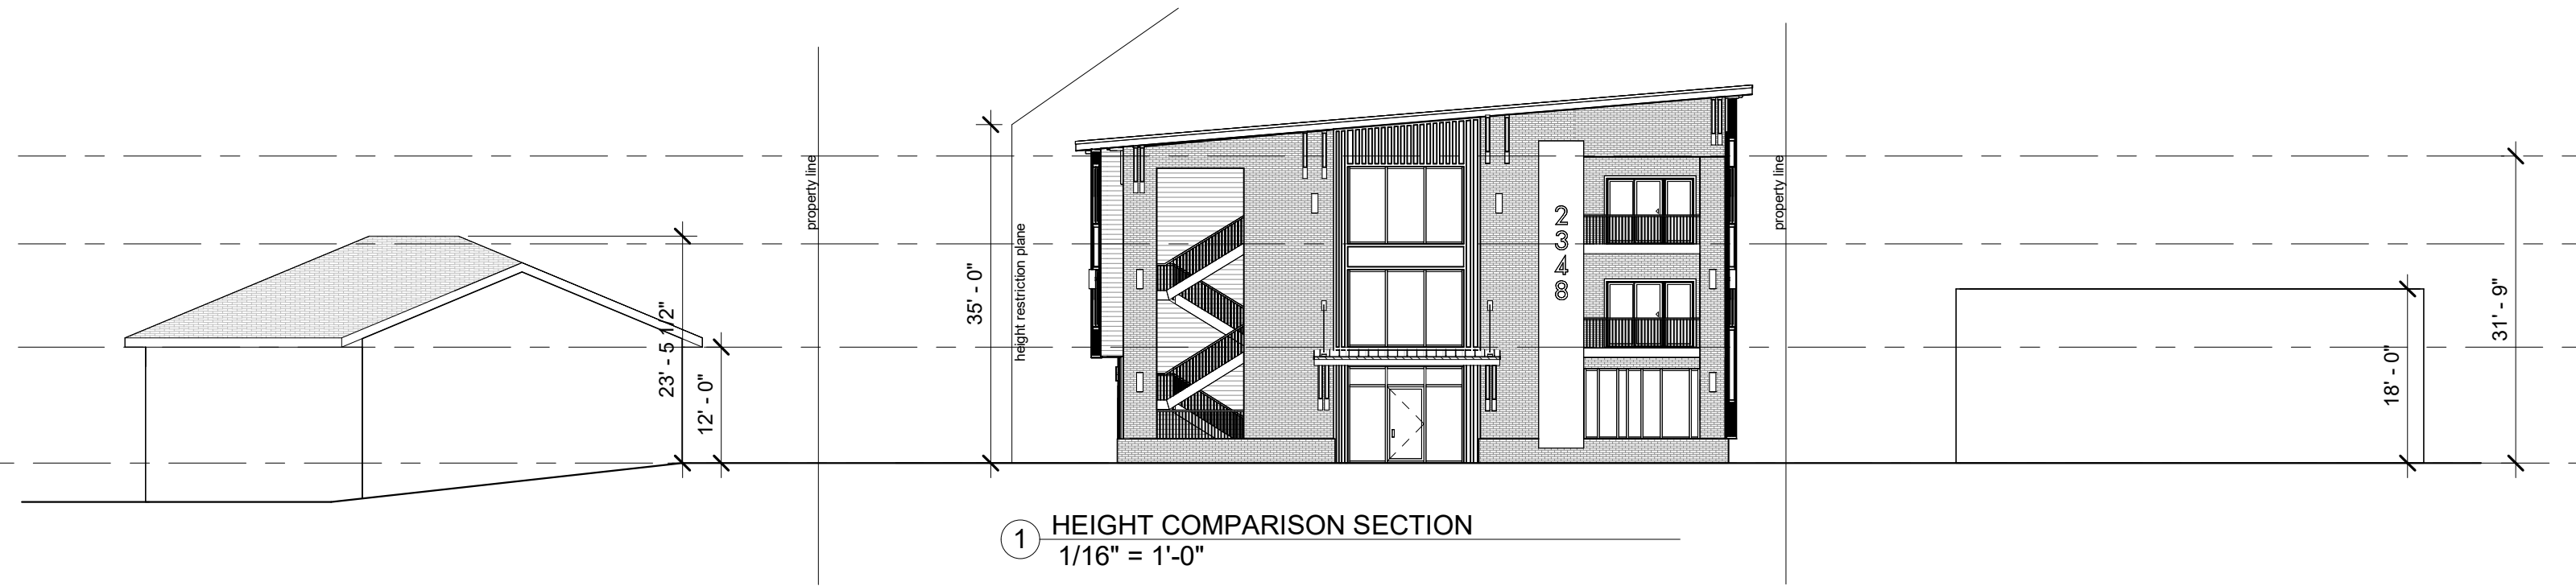 property line
35' - 0"
height restriction plane
23' - 5 1/2"
12' - 0"
2
3
4
8
property line
18' - 0"
31' - 9"
1 HEIGHT COMPARISON SECTION
1/16" = 1'-0"